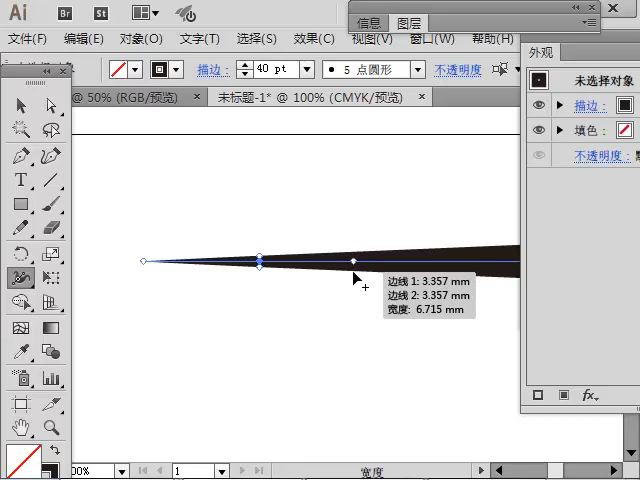 Ai Br St
信息 图层
文件(F) 编辑(E) 对象(O) 文字(T) 选择(S) 效果(C) 视图(V) 窗口(W) 帮助(H)
描边: 40 pt 5 点圆形 不透明度
@ 50% (RGB/预览) × 未标题-1* @ 100% (CMYK/预览) ×
外观
未选择对象
描边:
填色:
不透明度:
fx
边线 1: 3.357 mm
边线 2: 3.357 mm
宽度: 6.715 mm
T
00% 1 宽度